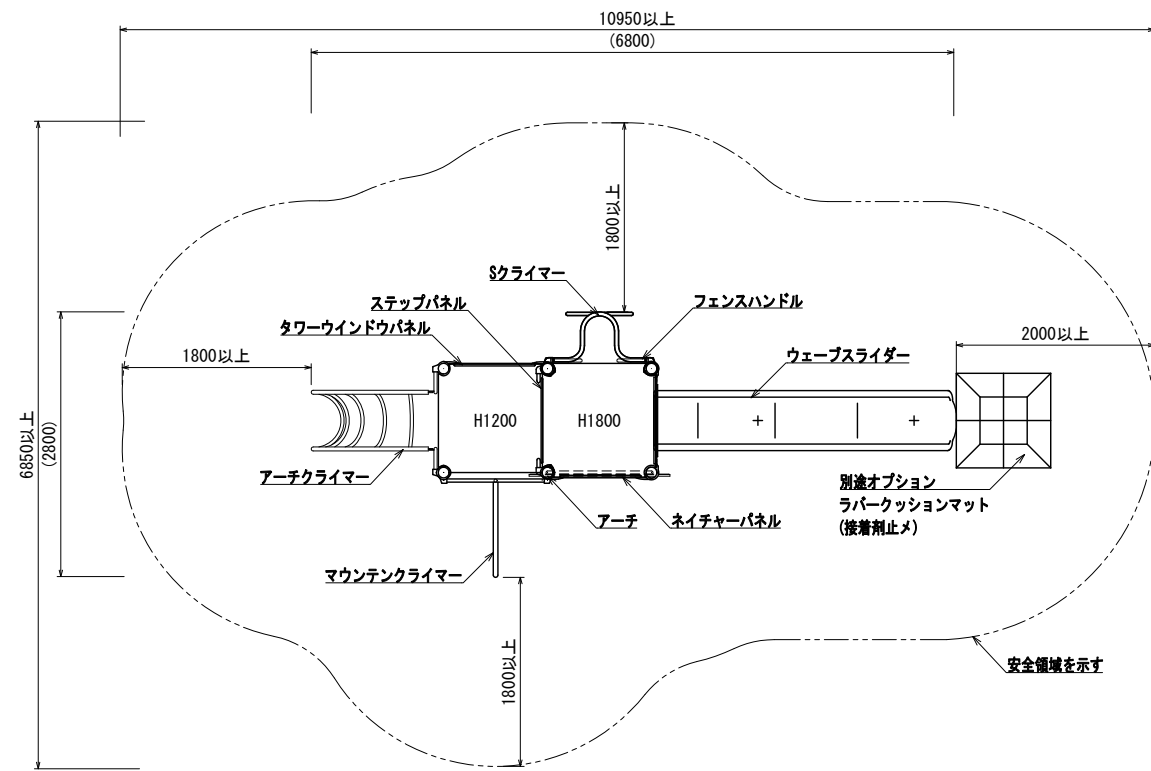 10950以上
(6800)
1800以上
Sクライマー
ステップパネル
フェンスハンドル
タワーウインドウパネル
ウェーブスライダー
2000以上
1800以上
6850以上
(2800)
H1200
H1800
アーチクライマー
別途オプション
ラバークッションマット
(接着剤止メ)
アーチ
ネイチャーパネル
マウンテンクライマー
1800以上
安全領域を示す